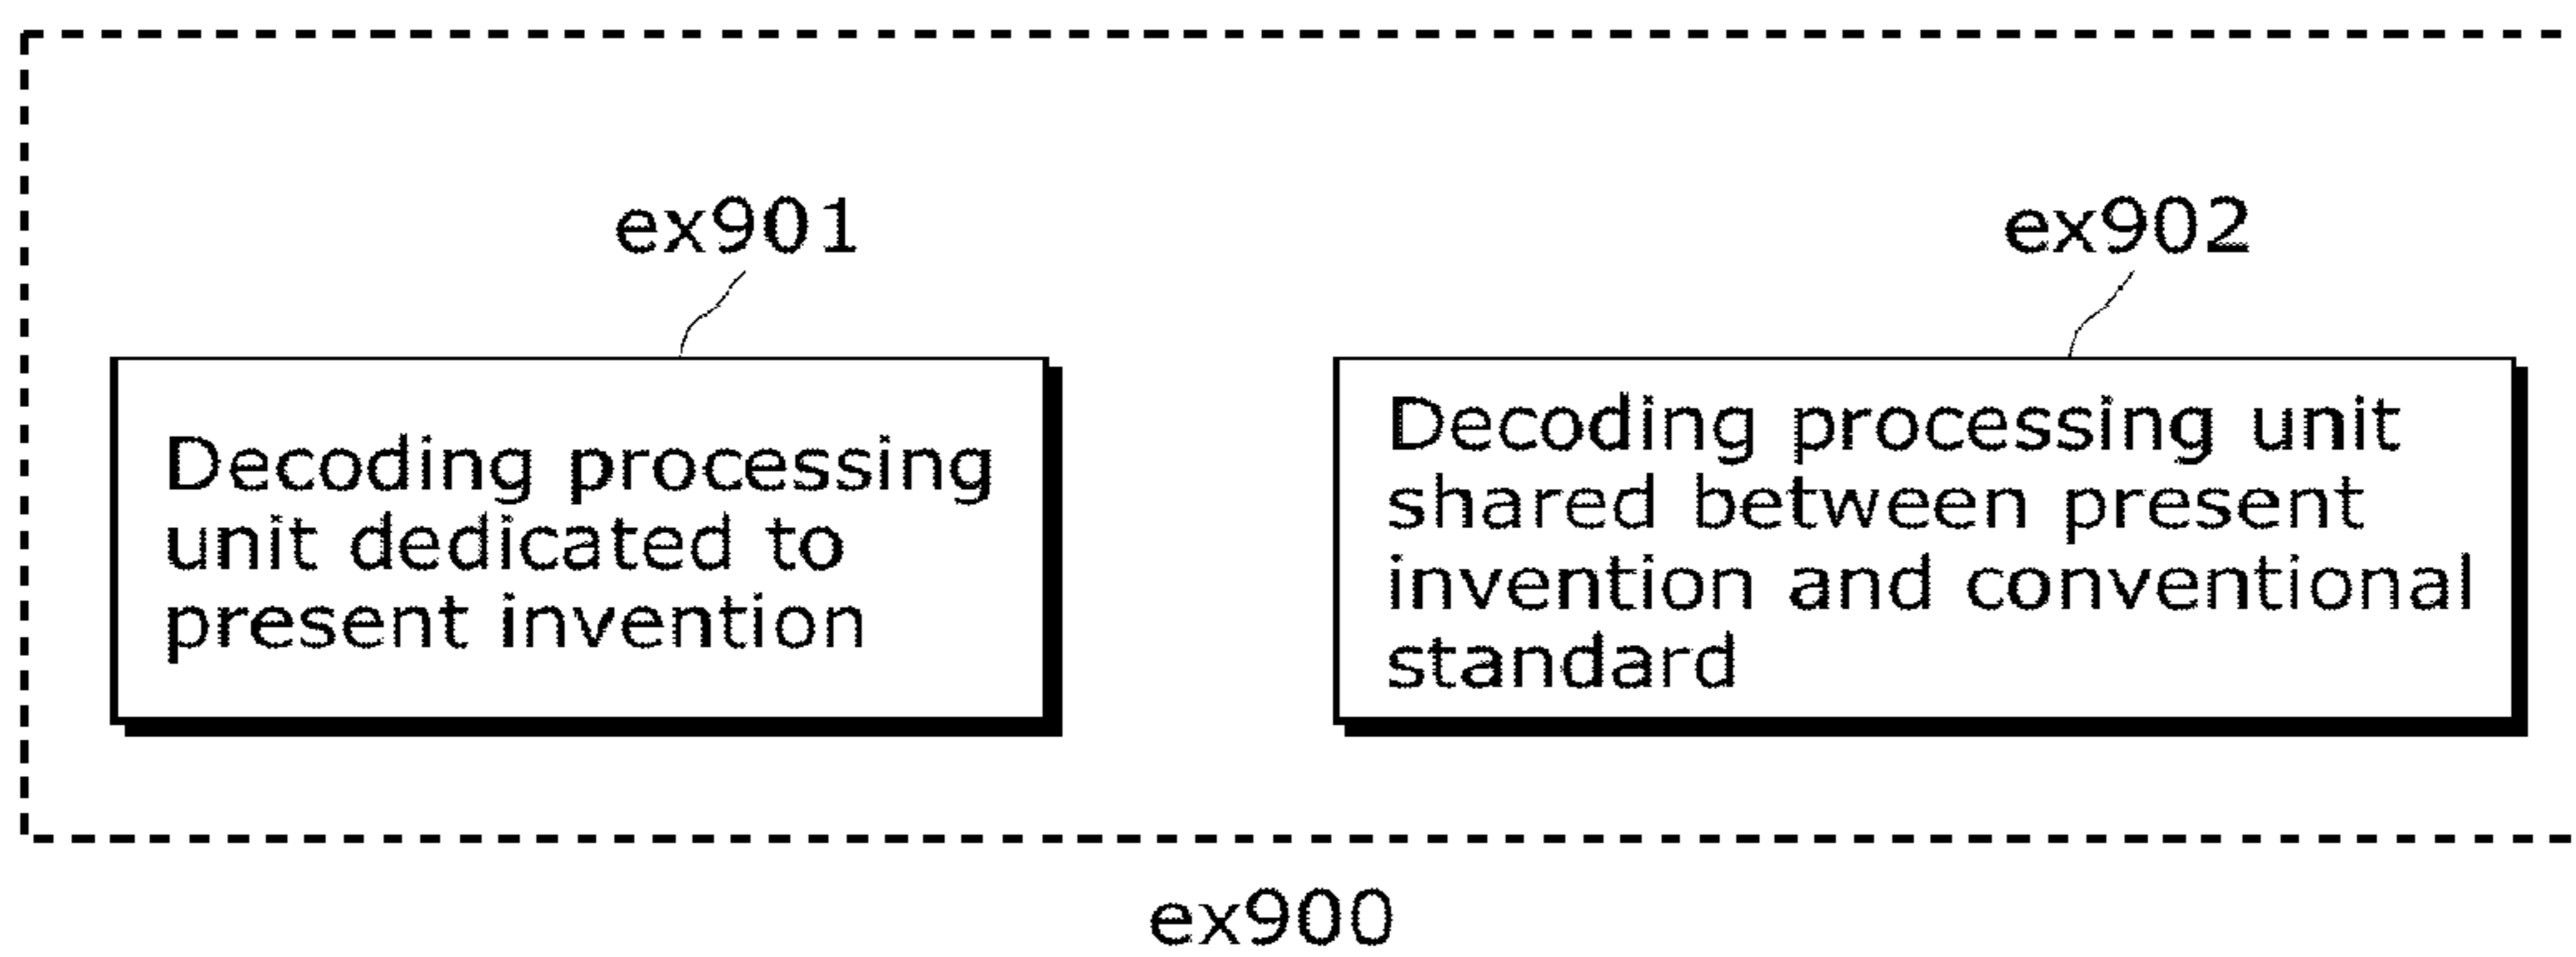 ex901
ex902
Decoding processing
unit dedicated to
present invention
Decoding processing unit
shared between present
invention and conventional
standard
ex900